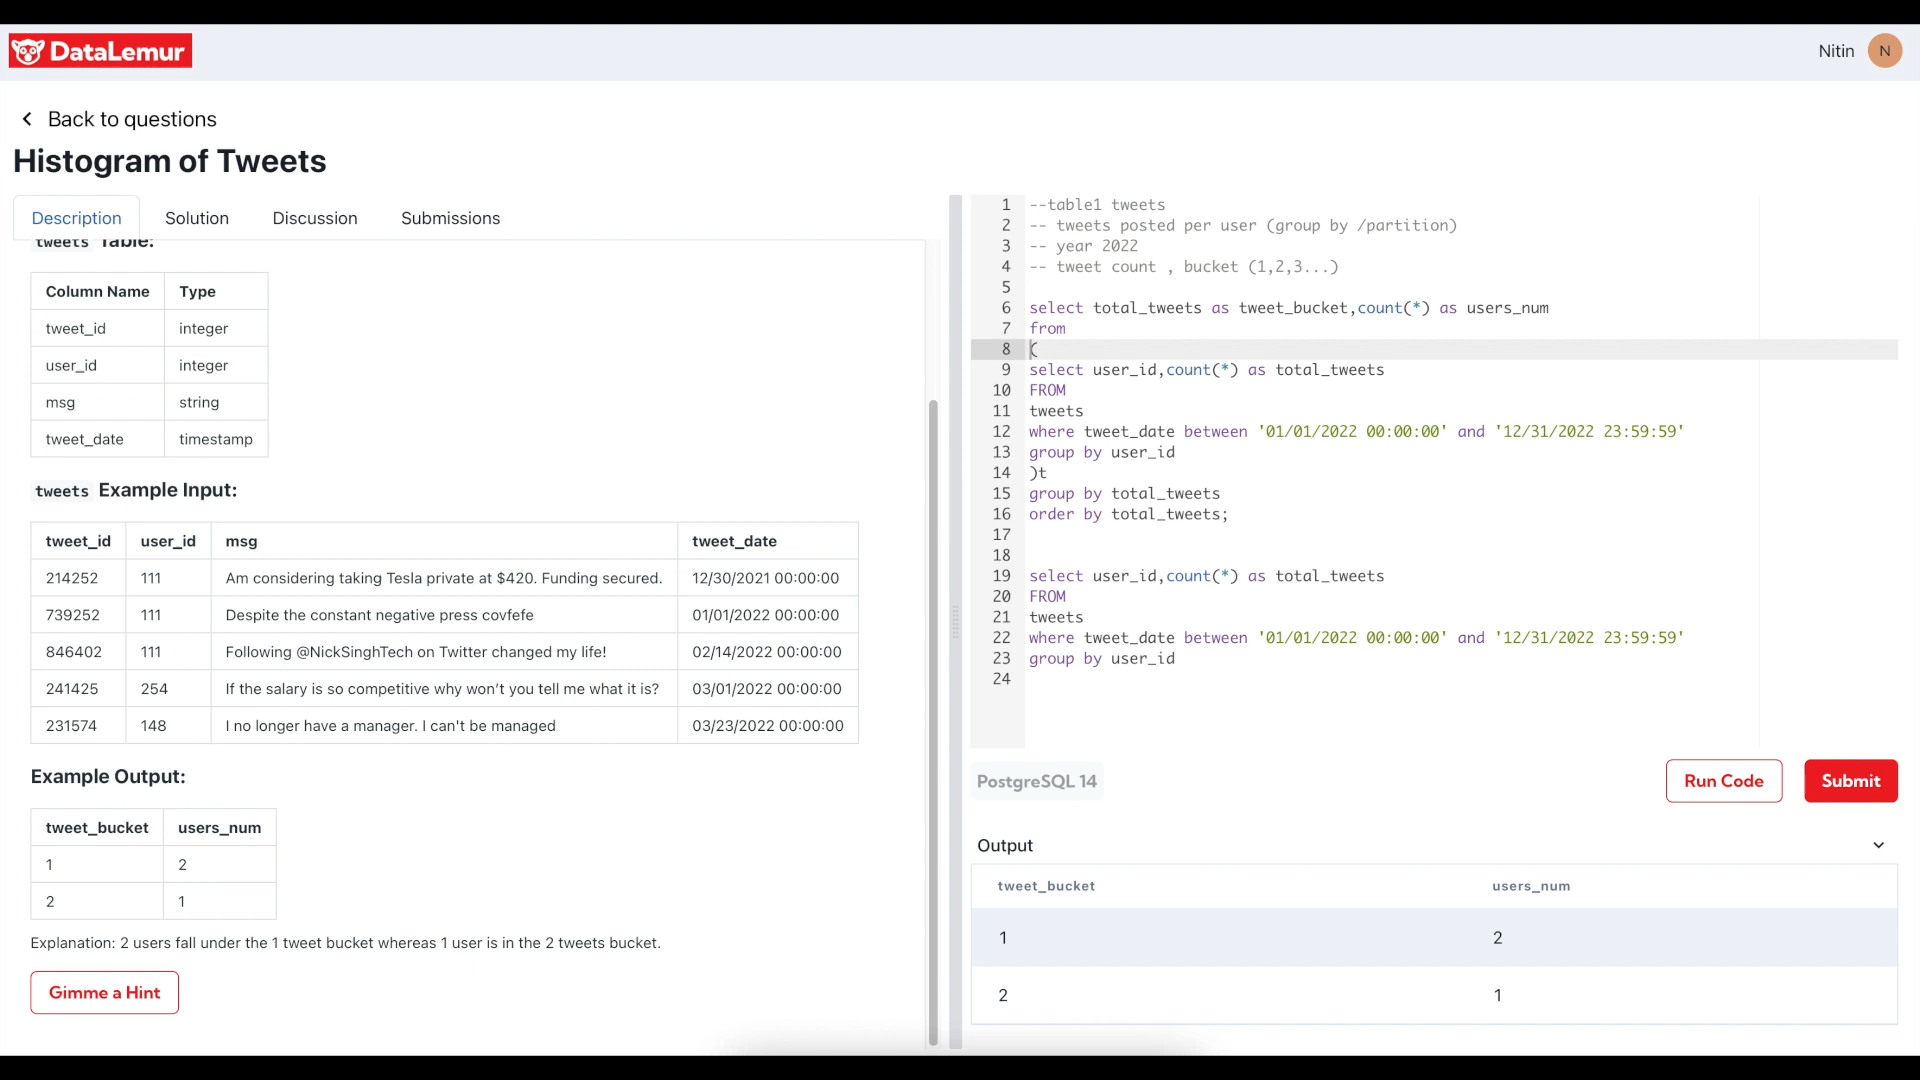 DataLemur
Nitin N
Back to questions
Histogram of Tweets
Description Solution Discussion Submissions
tweets Table:
Column Name Type
tweet_id integer
user_id integer
msg string
tweet_date timestamp
tweets Example Input:
tweet_id user_id msg tweet_date
214252 111 Am considering taking Tesla private at $420. Funding secured. 12/30/2021 00:00:00
739252 111 Despite the constant negative press covfefe 01/01/2022 00:00:00
846402 111 Following @NickSinghTech on Twitter changed my life! 02/14/2022 00:00:00
241425 254 If the salary is so competitive why won't you tell me what it is? 03/01/2022 00:00:00
231574 148 I no longer have a manager. I can't be managed 03/23/2022 00:00:00
Example Output:
tweet_bucket users_num
1 2
2 1
Explanation: 2 users fall under the 1 tweet bucket whereas 1 user is in the 2 tweets bucket.
Gimme a Hint
1 --table1 tweets
2 -- tweets posted per user (group by /partition)
3 -- year 2022
4 -- tweet count , bucket (1,2,3...)
5
6 select total_tweets as tweet_bucket,count(*) as users_num
7 from
8 (
9 select user_id,count(*) as total_tweets
10 FROM
11 tweets
12 where tweet_date between '01/01/2022 00:00:00' and '12/31/2022 23:59:59'
13 group by user_id
14 )t
15 group by total_tweets
16 order by total_tweets;
17
18
19 select user_id,count(*) as total_tweets
20 FROM
21 tweets
22 where tweet_date between '01/01/2022 00:00:00' and '12/31/2022 23:59:59'
23 group by user_id
24
PostgreSQL 14 Run Code Submit
Output
tweet_bucket users_num
1 2
2 1